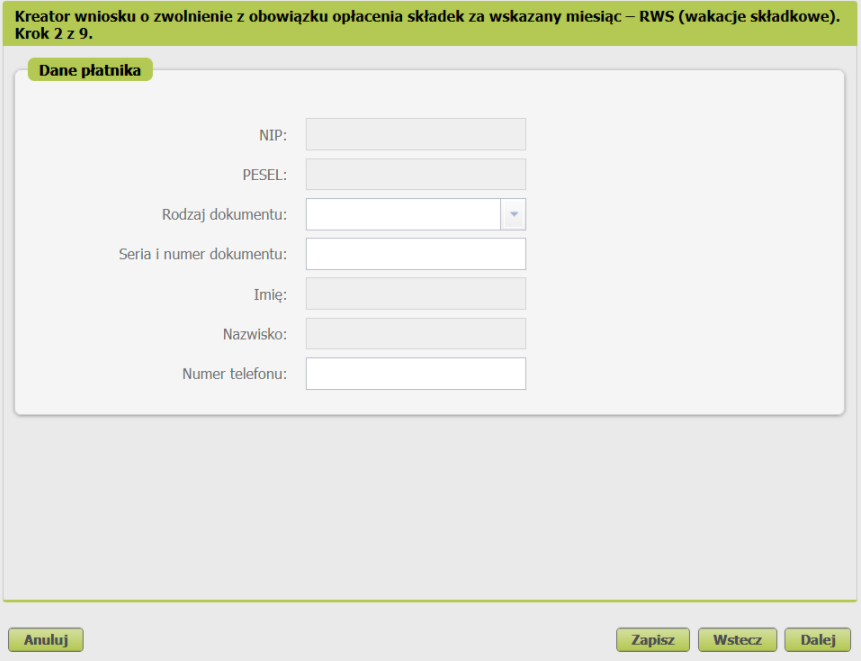 Kreator wniosku o zwolnienie z obowiązku opłacenia składek za wskazany miesiąc – RWS (wakacje składkowe).
Krok 2 z 9.
Dane płatnika
NIP:
PESEL:
Rodzaj dokumentu:
Seria i numer dokumentu:
Imię:
Nazwisko:
Numer telefonu:
Anuluj
Zapisz
Wstecz
Dalej